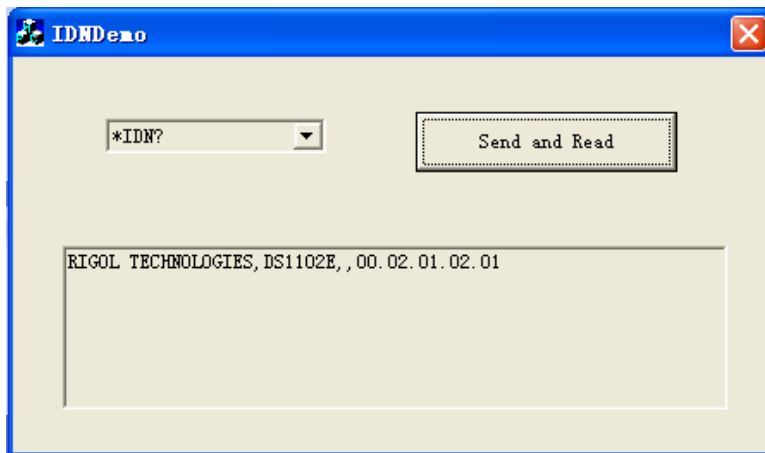 IDNDemo
*IDN?
Send and Read
RIGOL TECHNOLOGIES,DS1102E,,00.02.01.02.01